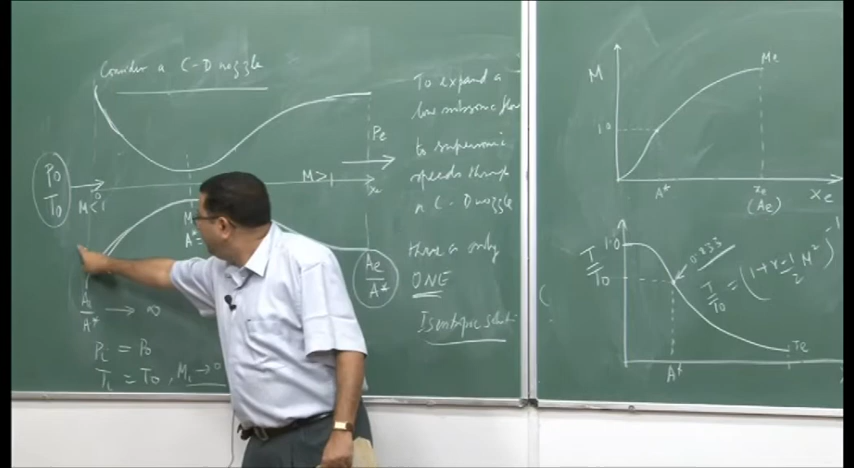 Consider a C-D nozzle
P0
T0
M<1
M>1
Pe
xe
Ai/A* → ∞
Pi = P0
Ti = T0, Mi → 0
Ae/A*
To expand a
low subsonic flow
to supersonic
speeds through
a C-D nozzle
there is only
ONE
Isentropic
M
1.0
Me
A*
xe
(Ae)
xe
T/T0
1.0
0.833
T/T0 = (1 + γ-1/2 M²)^-1
Te
A*